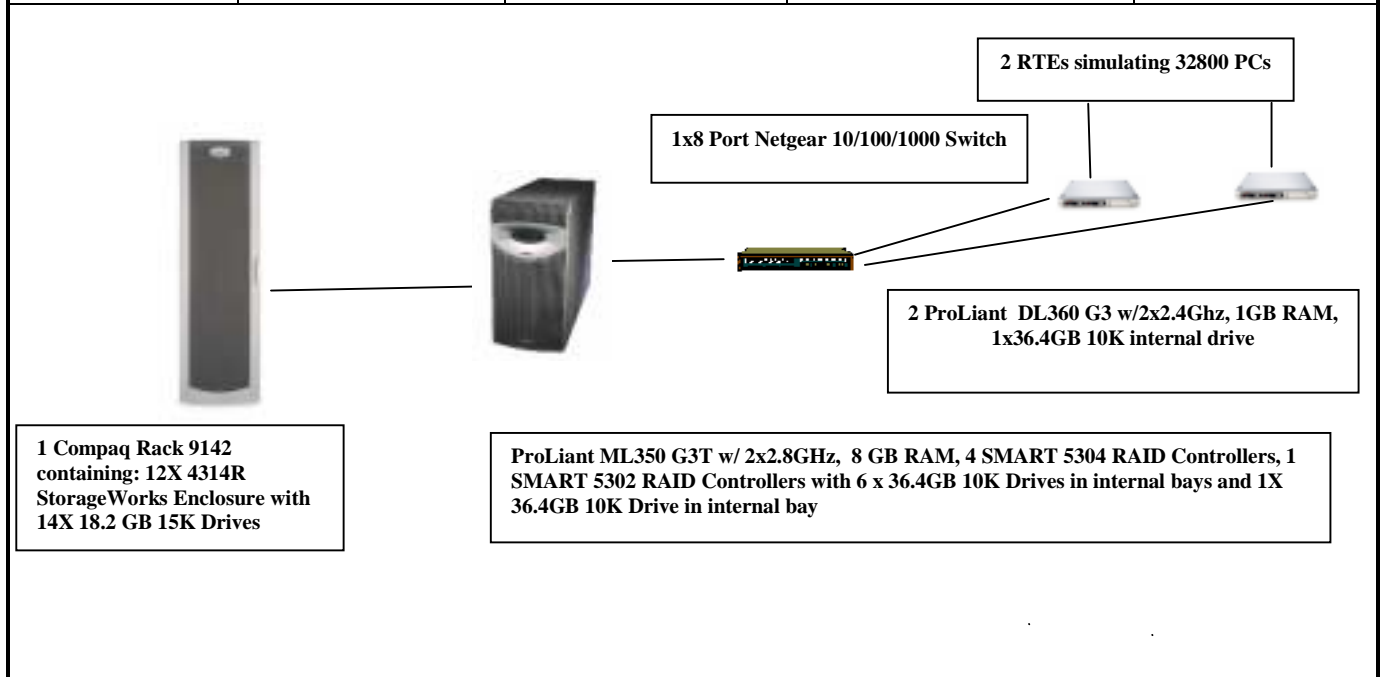 2 RTEs simulating 32800 PCs
1x8 Port Netgear 10/100/1000 Switch
2 ProLiant DL360 G3 w/2x2.4Ghz, 1GB RAM,
1x36.4GB 10K internal drive
1 Compaq Rack 9142
containing: 12X 4314R
StorageWorks Enclosure with
14X 18.2 GB 15K Drives
ProLiant ML350 G3T w/ 2x2.8GHz, 8 GB RAM, 4 SMART 5304 RAID Controllers, 1
SMART 5302 RAID Controllers with 6 x 36.4GB 10K Drives in internal bays and 1X
36.4GB 10K Drive in internal bay